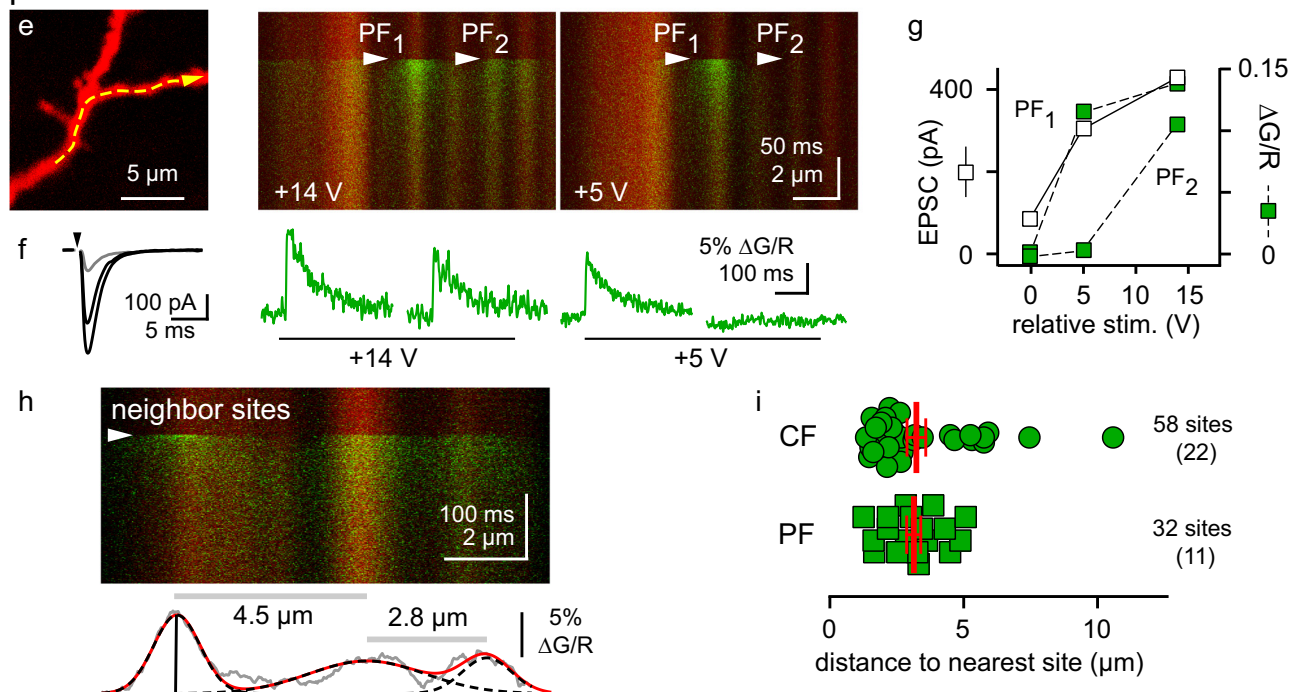 e
5 µm
PF1
PF2
+14 V
PF1
PF2
50 ms
2 µm
+5 V
f
100 pA
5 ms
5% ΔG/R
100 ms
+14 V
+5 V
g
400
0
EPSC (pA)
PF1
PF2
0.15
0
ΔG/R
0 5 10 15
relative stim. (V)
h
neighbor sites
100 ms
2 µm
4.5 µm
2.8 µm
5%
ΔG/R
i
CF
58 sites
(22)
PF
32 sites
(11)
0 5 10
distance to nearest site (µm)